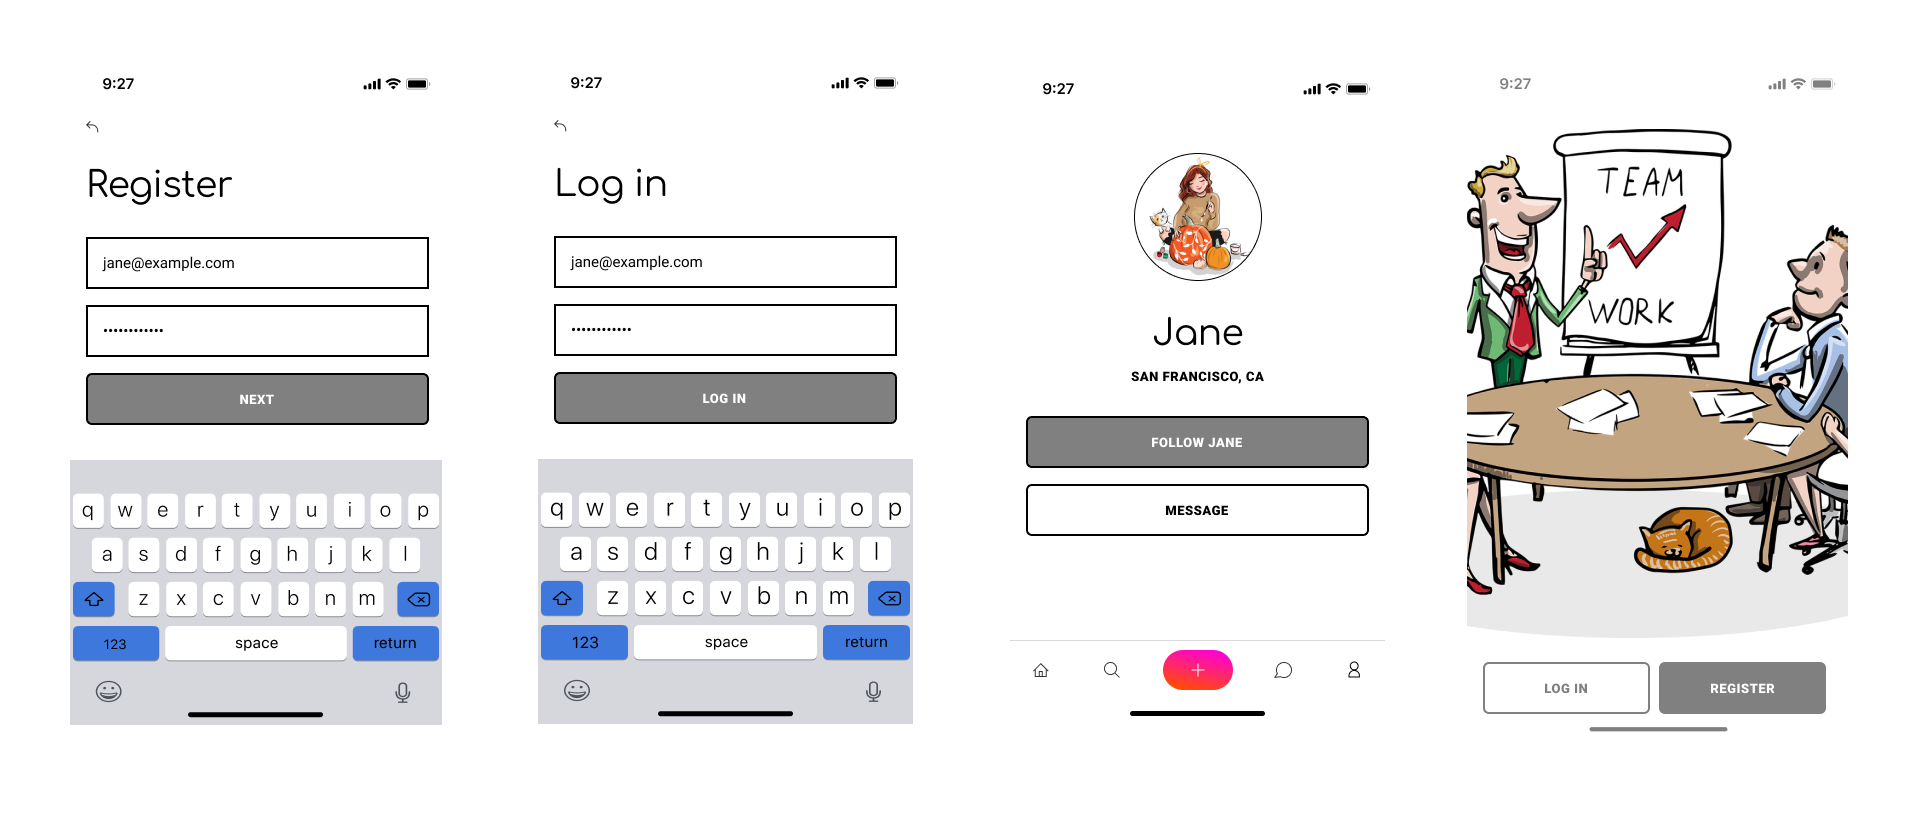 9:27
Register
jane@example.com
••••••••••••
NEXT
q w e r t y u i o p
a s d f g h j k l
z x c v b n m
123 space return
9:27
Log in
jane@example.com
••••••••••••
LOG IN
q w e r t y u i o p
a s d f g h j k l
z x c v b n m
123 space return
9:27
Jane
SAN FRANCISCO, CA
FOLLOW JANE
MESSAGE
9:27
TEAM
WORK
LOG IN REGISTER